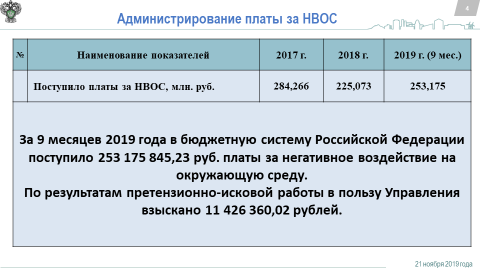 4
Администрирование платы за НВОС
№ Наименование показателей 2017 г. 2018 г. 2019 г. (9 мес.)
Поступило платы за НВОС, млн. руб. 284,266 225,073 253,175
За 9 месяцев 2019 года в бюджетную систему Российской Федерации
поступило 253 175 845,23 руб. платы за негативное воздействие на
окружающую среду.
По результатам претензионно-исковой работы в пользу Управления
взыскано 11 426 360,02 рублей.
21 ноября 2019 года